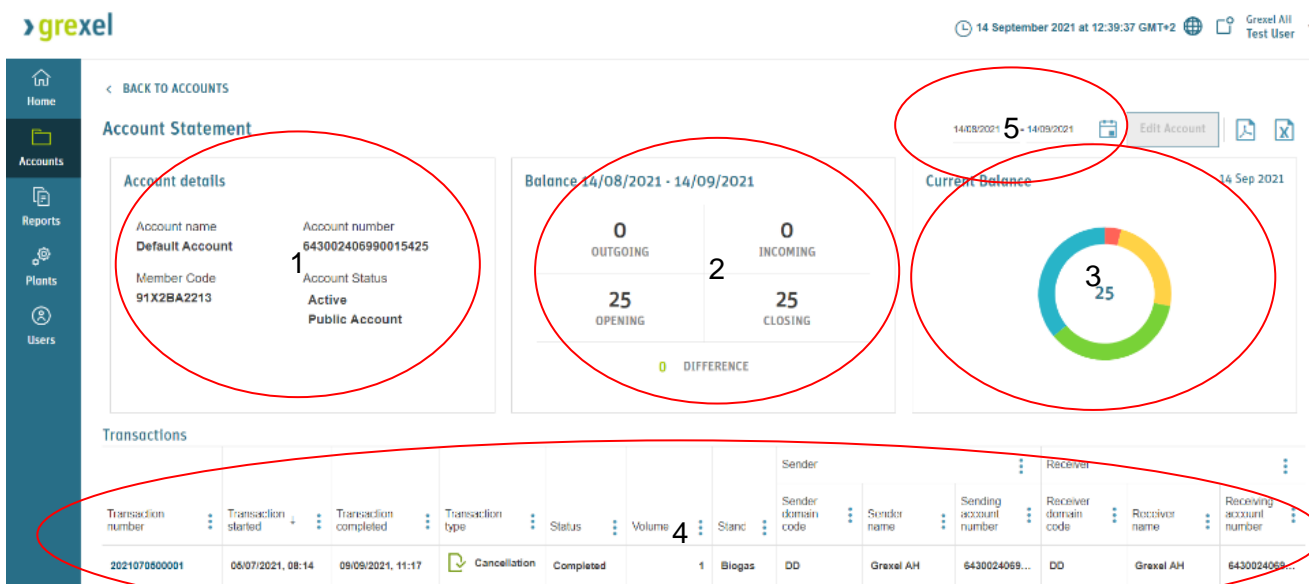 grexel
14 September 2021 at 12:39:37 GMT+2
Grexel AH
Test User
Home
Accounts
Reports
Plants
Users
< BACK TO ACCOUNTS
Account Statement
14/08/2021 5 - 14/09/2021
Edit Account
Account details
Account name
Default Account
Account number
643002406990015425
1
Member Code
91X2BA2213
Account Status
Active
Public Account
Balance 14/08/2021 - 14/09/2021
0
OUTGOING
0
INCOMING
2
25
OPENING
25
CLOSING
0 DIFFERENCE
Current Balance
14 Sep 2021
3
25
Transactions
Sender
Receiver
Transaction number
Transaction started ↓
Transaction completed
Transaction type
Status
Volume
4
Stand
Sender domain code
Sender name
Sending account number
Receiver domain code
Receiver name
Receiving account number
2021070500001 05/07/2021, 08:14 09/09/2021, 11:17 Cancellation Completed 1 Biogas DD Grexel AH 6430024069... DD Grexel AH 6430024069...